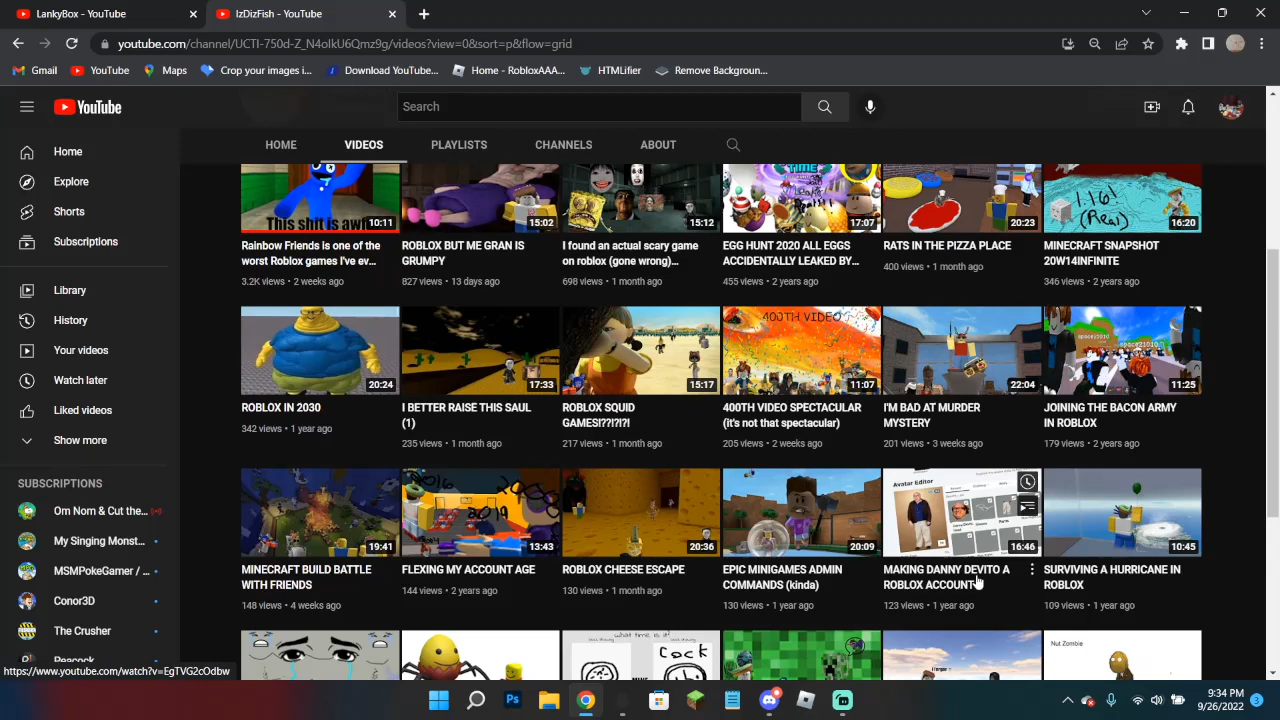 LankyBox - YouTube
IzDizFish - YouTube
youtube.com/channel/UCTI-750d-Z_N4oIkU6Qmz9g/videos?view=0&sort=p&flow=grid
Gmail
YouTube
Maps
Crop your images i...
Download YouTube...
Home - RobloxAAA...
HTMLifier
Remove Backgroun...
YouTube
Search
HOME
VIDEOS
PLAYLISTS
CHANNELS
ABOUT
Home
Explore
Shorts
Subscriptions
Library
History
Your videos
Watch later
Liked videos
Show more
SUBSCRIPTIONS
Om Nom & Cut the...
My Singing Monst...
MSMPokeGamer / ...
Conor3D
The Crusher
Peacock
This shit is awf
10:11
15:02
15:12
TIME
17:07
20:23
1:16!
(Real)
16:20
Rainbow Friends is one of the
worst Roblox games I've ev...
3.2K views • 2 weeks ago
ROBLOX BUT ME GRAN IS
GRUMPY
827 views • 13 days ago
I found an actual scary game
on roblox (gone wrong)...
698 views • 1 month ago
EGG HUNT 2020 ALL EGGS
ACCIDENTALLY LEAKED BY...
455 views • 2 years ago
RATS IN THE PIZZA PLACE
400 views • 1 month ago
MINECRAFT SNAPSHOT
20W14INFINITE
346 views • 2 years ago
20:24
17:33
15:17
400TH VIDEO
11:07
22:04
space21010
space21010
11:25
ROBLOX IN 2030
342 views • 1 year ago
I BETTER RAISE THIS SAUL
(1)
235 views • 1 month ago
ROBLOX SQUID
GAMES!??!?!?!
217 views • 1 month ago
400TH VIDEO SPECTACULAR
(it's not that spectacular)
205 views • 2 weeks ago
I'M BAD AT MURDER
MYSTERY
201 views • 3 weeks ago
JOINING THE BACON ARMY
IN ROBLOX
179 views • 2 years ago
19:41
2016
2019
13:43
20:36
20:09
Avatar Editor
16:46
10:45
MINECRAFT BUILD BATTLE
WITH FRIENDS
148 views • 4 weeks ago
FLEXING MY ACCOUNT AGE
144 views • 2 years ago
ROBLOX CHEESE ESCAPE
130 views • 1 month ago
EPIC MINIGAMES ADMIN
COMMANDS (kinda)
130 views • 1 year ago
MAKING DANNY DEVITO A
ROBLOX ACCOUNT
123 views • 1 year ago
SURVIVING A HURRICANE IN
ROBLOX
109 views • 1 year ago
what time is it?
Cock
Nut Zombie
https://www.youtube.com/watch?v=EgTVG2cOdbw
9:34 PM
9/26/2022
3